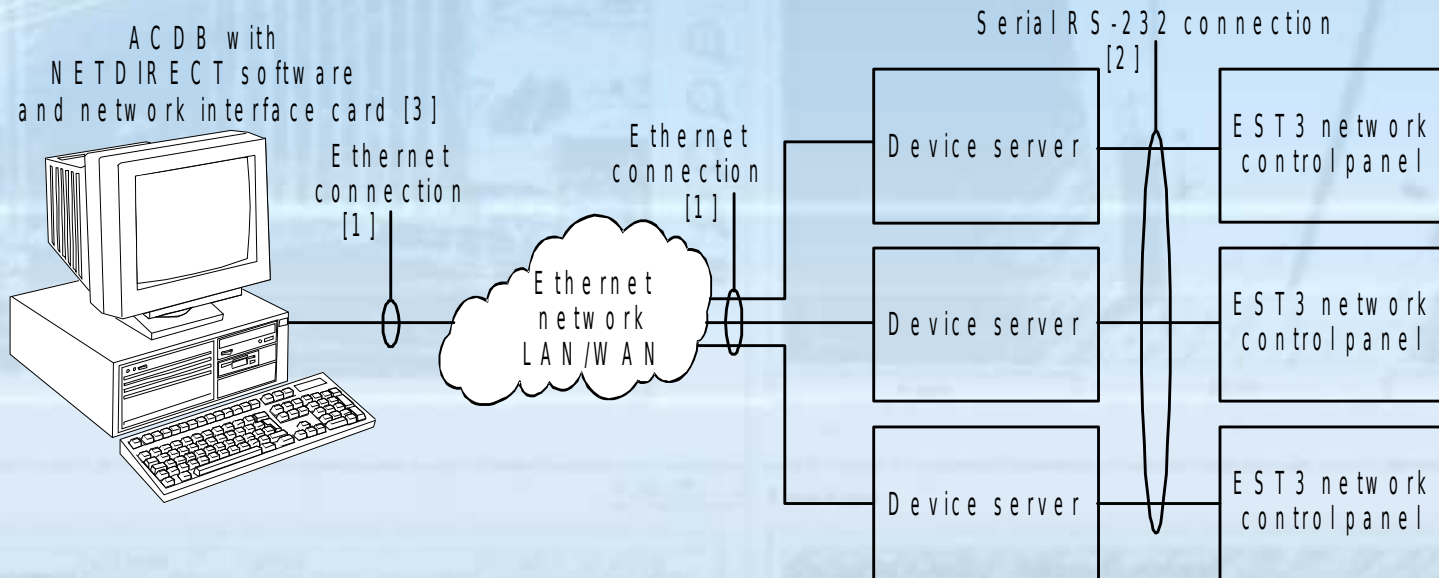 ACDB with
NETDIRECT software
and network interface card [3]
Ethernet
connection
[1]
Ethernet
network
LAN/WAN
Ethernet
connection
[1]
Serial RS-232 connection
[2]
Device server
EST3 network
control panel
Device server
EST3 network
control panel
Device server
EST3 network
control panel